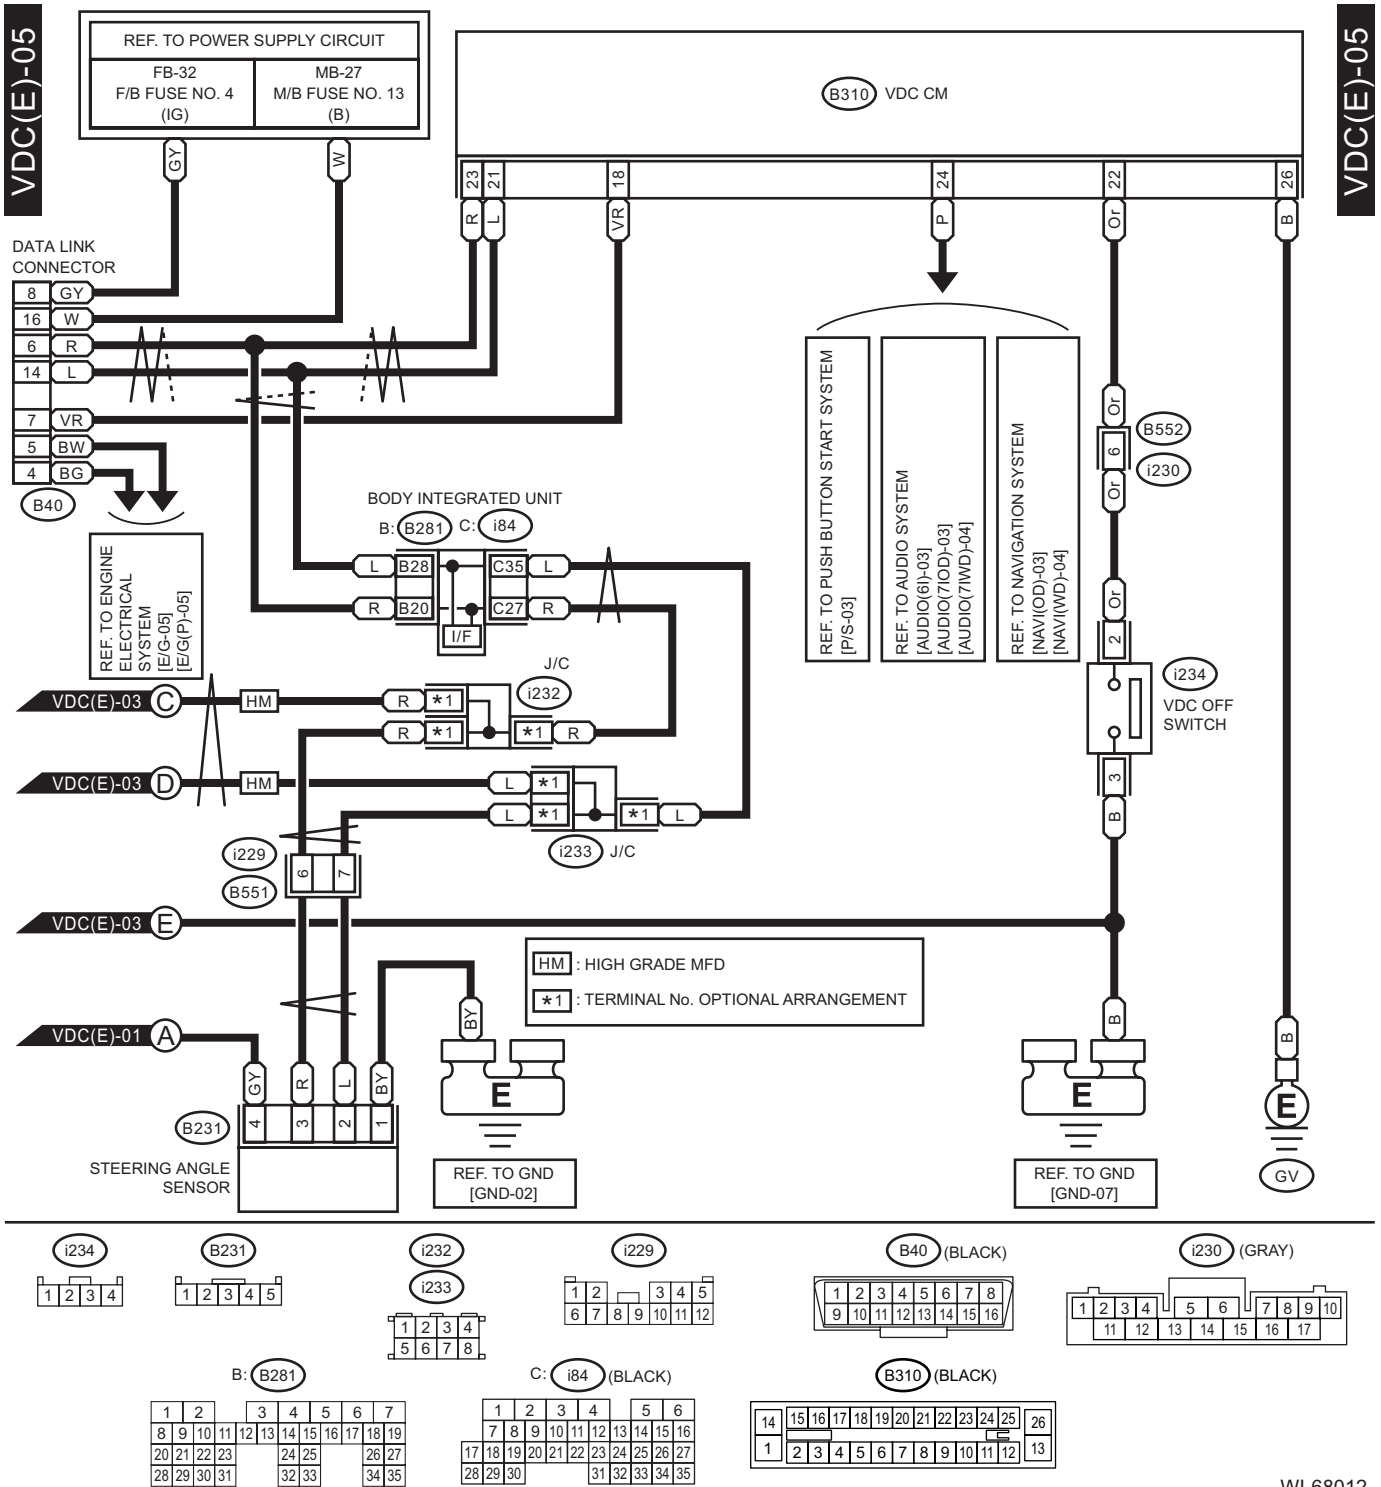 VDC(E)-05
VDC(E)-05
REF. TO POWER SUPPLY CIRCUIT
FB-32
F/B FUSE NO. 4
(IG)
MB-27
M/B FUSE NO. 13
(B)
B310 VDC CM
GY
W
23
21
18
24
22
26
R
L
VR
P
Or
B
DATA LINK
CONNECTOR
8 GY
16 W
6 R
14 L
7 VR
5 BW
4 BG
B40
REF. TO ENGINE
ELECTRICAL
SYSTEM
[E/G-05]
[E/G(P)-05]
BODY INTEGRATED UNIT
B: B281 C: i84
L B28 C35 L
R B20 C27 R
I/F
REF. TO PUSH BUTTON START SYSTEM
[P/S-03]
REF. TO AUDIO SYSTEM
[AUDIO(6I)-03]
[AUDIO(7IOD)-03]
[AUDIO(7IWD)-04]
REF. TO NAVIGATION SYSTEM
[NAVI(OD)-03]
[NAVI(WD)-04]
Or
6
B552
i230
Or
Or
2
i234
VDC OFF
SWITCH
3
B
J/C
i232
VDC(E)-03 C HM R *1
R *1 *1 R
VDC(E)-03 D HM L *1
L *1 *1 L
i233 J/C
i229
B551
6 7
VDC(E)-03 E
HM : HIGH GRADE MFD
*1 : TERMINAL No. OPTIONAL ARRANGEMENT
VDC(E)-01 A
BY
B
B
GY R L BY
B231
4 3 2 1
STEERING ANGLE
SENSOR
E
REF. TO GND
[GND-02]
E
REF. TO GND
[GND-07]
E
GV
i234
1 2 3 4
B231
1 2 3 4 5
i232
i233
1 2 3 4
5 6 7 8
i229
1 2 3 4 5
6 7 8 9 10 11 12
B40 (BLACK)
1 2 3 4 5 6 7 8
9 10 11 12 13 14 15 16
i230 (GRAY)
1 2 3 4 5 6 7 8 9 10
11 12 13 14 15 16 17
B: B281
1 2 3 4 5 6 7
8 9 10 11 12 13 14 15 16 17 18 19
20 21 22 23 24 25 26 27
28 29 30 31 32 33 34 35
C: i84 (BLACK)
1 2 3 4 5 6
7 8 9 10 11 12 13 14 15 16
17 18 19 20 21 22 23 24 25 26 27
28 29 30 31 32 33 34 35
B310 (BLACK)
14 15 16 17 18 19 20 21 22 23 24 25 26
1 2 3 4 5 6 7 8 9 10 11 12 13